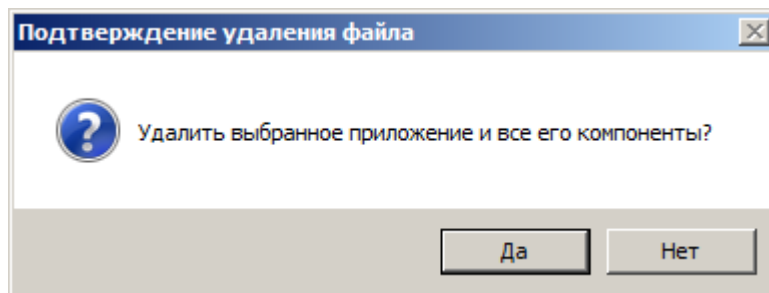 Подтверждение удаления файла
Удалить выбранное приложение и все его компоненты?
Да
Нет